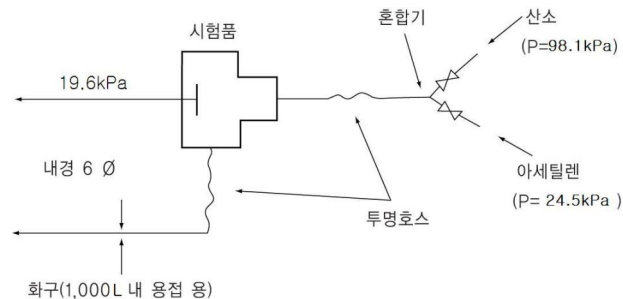 시험품
혼합기
산소
(P=98.1kPa)
19.6kPa
내경 6 Ø
아세틸렌
(P= 24.5kPa )
투명호스
화구(1,000L 내 용접 용)